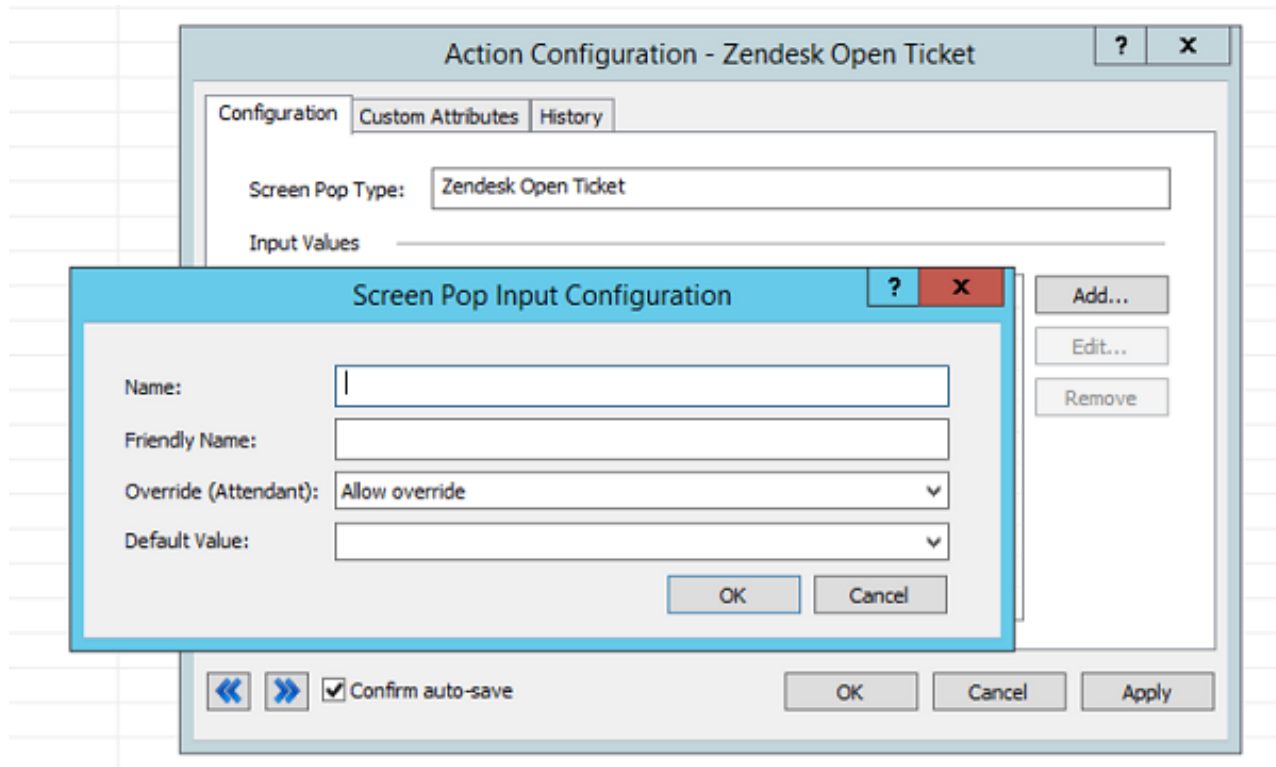 Action Configuration - Zendesk Open Ticket
? x
Configuration Custom Attributes History
Screen Pop Type: Zendesk Open Ticket
Input Values
Screen Pop Input Configuration
? x
Add...
Edit...
Remove
Name:
Friendly Name:
Override (Attendant): Allow override
Default Value:
OK Cancel
Confirm auto-save
OK Cancel Apply